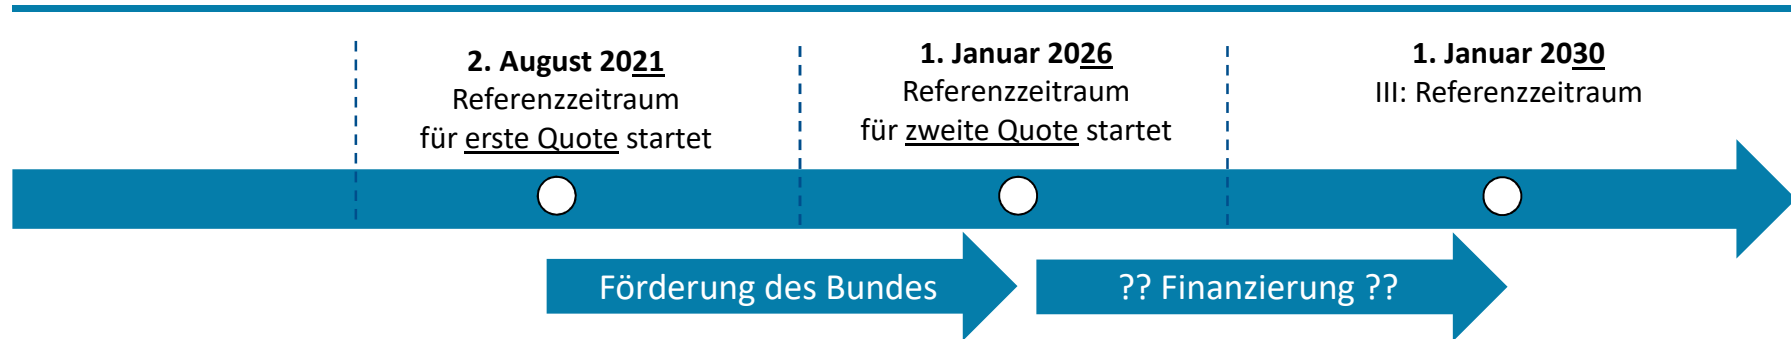 2. August 2021
Referenzzeitraum
für erste Quote startet
1. Januar 2026
Referenzzeitraum
für zweite Quote startet
1. Januar 2030
III: Referenzzeitraum
Förderung des Bundes
?? Finanzierung ??